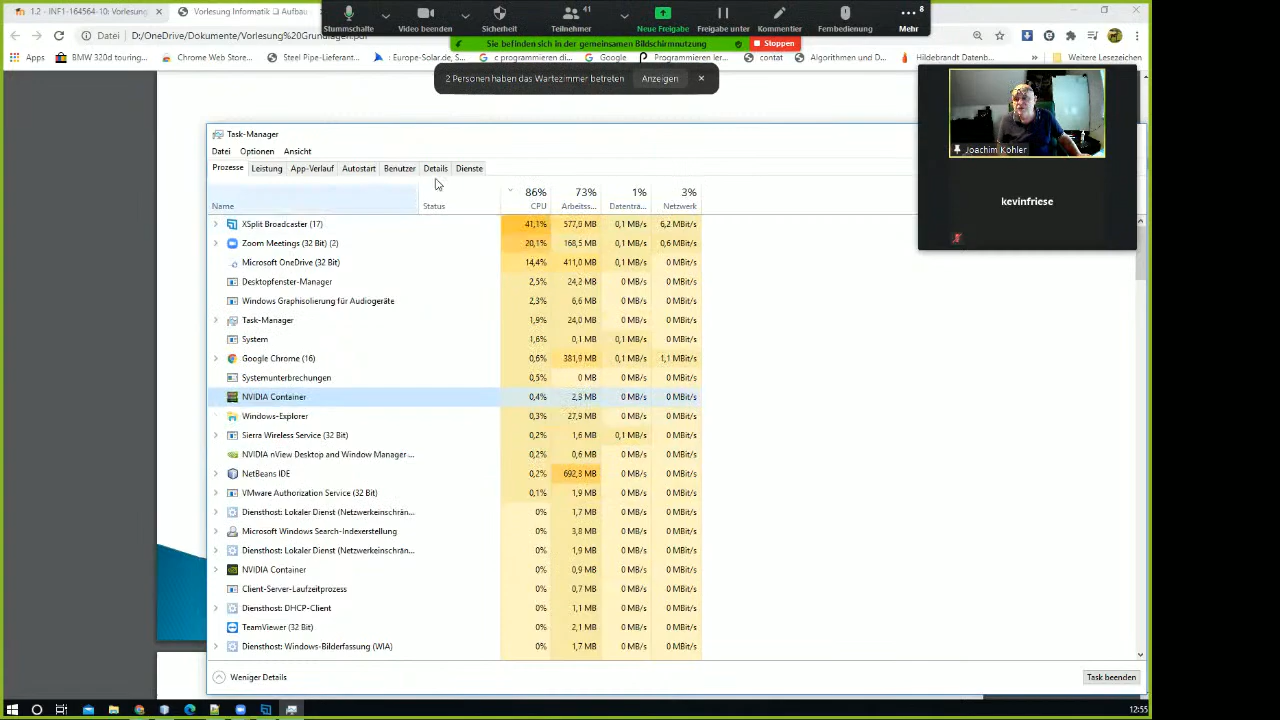 1.2 - INF1-164564-10: Vorlesung
Vorlesung Informatik ❑ Aufbau
Stummschalte
Video beenden
Sicherheit
41
Teilnehmer
Neue Freigabe
Freigabe unter
Kommentier
Fernbedienung
8
Mehr
Datei
D:/OneDrive/Dokumente/Vorlesung%20Grundlagen.pdf
Sie befinden sich in der gemeinsamen Bildschirmnutzung
Stoppen
Apps
BMW 320d touring...
Chrome Web Store...
Steel Pipe-Lieferant...
Europe-Solar.de, S...
c programmieren di...
Google
Programmieren ler...
contat
Algorithmen und D...
Hildebrandt Datenb...
Weitere Lesezeichen
2 Personen haben das Wartezimmer betreten
Anzeigen
Joachim Köhler
kevinfriese
Task-Manager
Datei Optionen Ansicht
Prozesse Leistung App-Verlauf Autostart Benutzer Details Dienste
86% 73% 1% 3%
Name Status CPU Arbeitss... Datentra... Netzwerk
XSplit Broadcaster (17) 41,1% 577,9 MB 0,1 MB/s 6,2 MBit/s
Zoom Meetings (32 Bit) (2) 20,1% 168,5 MB 0,1 MB/s 0,6 MBit/s
Microsoft OneDrive (32 Bit) 14,4% 411,0 MB 0,1 MB/s 0 MBit/s
Desktopfenster-Manager 2,5% 24,2 MB 0 MB/s 0 MBit/s
Windows Graphisolierung für Audiogeräte 2,3% 6,6 MB 0 MB/s 0 MBit/s
Task-Manager 1,9% 24,0 MB 0 MB/s 0 MBit/s
System 1,6% 0,1 MB 0,1 MB/s 0 MBit/s
Google Chrome (16) 0,6% 381,9 MB 0,1 MB/s 1,1 MBit/s
Systemunterbrechungen 0,5% 0 MB 0 MB/s 0 MBit/s
NVIDIA Container 0,4% 2,3 MB 0 MB/s 0 MBit/s
Windows-Explorer 0,3% 27,9 MB 0 MB/s 0 MBit/s
Sierra Wireless Service (32 Bit) 0,2% 1,6 MB 0,1 MB/s 0 MBit/s
NVIDIA nView Desktop and Window Manager ... 0,2% 0,6 MB 0 MB/s 0 MBit/s
NetBeans IDE 0,2% 692,3 MB 0 MB/s 0 MBit/s
VMware Authorization Service (32 Bit) 0,1% 1,9 MB 0 MB/s 0 MBit/s
Diensthost: Lokaler Dienst (Netzwerkeinschrän... 0% 1,7 MB 0 MB/s 0 MBit/s
Microsoft Windows Search-Indexerstellung 0% 3,8 MB 0 MB/s 0 MBit/s
Diensthost: Lokaler Dienst (Netzwerkeinschrän... 0% 1,9 MB 0 MB/s 0 MBit/s
NVIDIA Container 0% 0,9 MB 0 MB/s 0 MBit/s
Client-Server-Laufzeitprozess 0% 0,7 MB 0 MB/s 0 MBit/s
Diensthost: DHCP-Client 0% 1,1 MB 0 MB/s 0 MBit/s
TeamViewer (32 Bit) 0% 2,1 MB 0 MB/s 0 MBit/s
Diensthost: Windows-Bilderfassung (WIA) 0% 1,7 MB 0 MB/s 0 MBit/s
Weniger Details
Task beenden
12:55